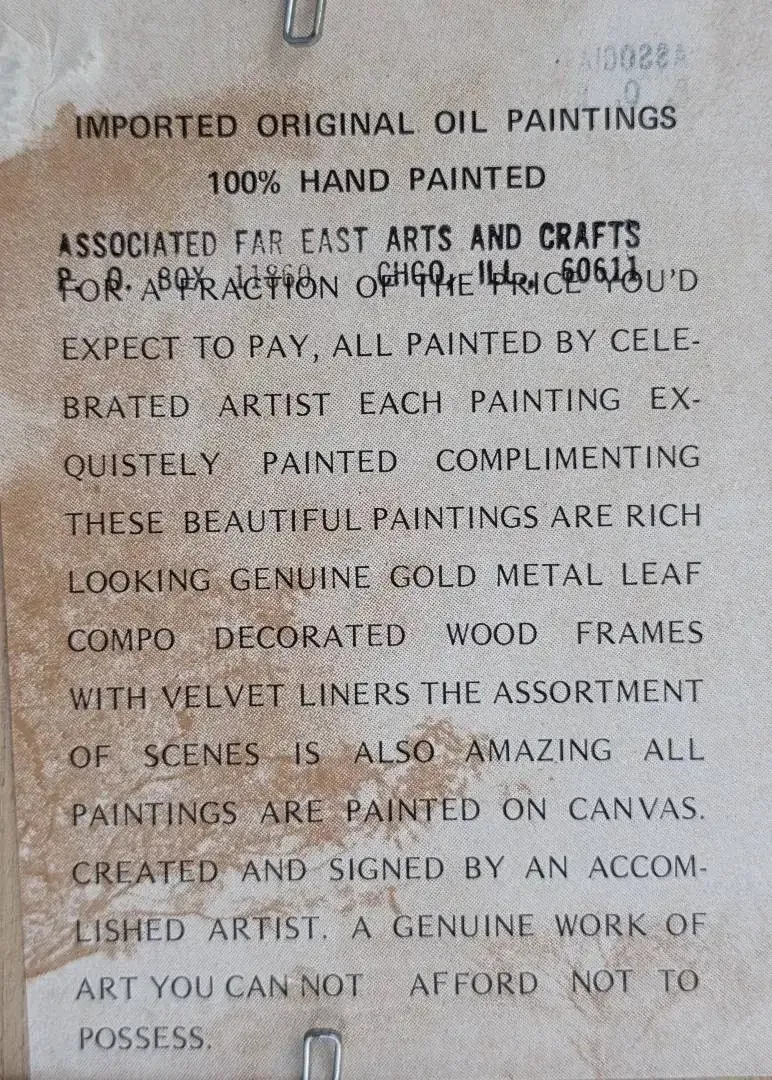 ASSOCIA
IMPORTED ORIGINAL OIL PAINTINGS
100% HAND PAINTED
ASSOCIATED FAR EAST ARTS AND CRAFTS
P. O. BOX 11860 CHGO, ILL. 60611
FOR A FRACTION OF THE PRICE YOU'D
EXPECT TO PAY, ALL PAINTED BY CELE-
BRATED ARTIST EACH PAINTING EX-
QUISTELY PAINTED COMPLIMENTING
THESE BEAUTIFUL PAINTINGS ARE RICH
LOOKING GENUINE GOLD METAL LEAF
COMPO DECORATED WOOD FRAMES
WITH VELVET LINERS THE ASSORTMENT
OF SCENES IS ALSO AMAZING ALL
PAINTINGS ARE PAINTED ON CANVAS.
CREATED AND SIGNED BY AN ACCOM-
LISHED ARTIST. A GENUINE WORK OF
ART YOU CAN NOT AFFORD NOT TO
POSSESS.